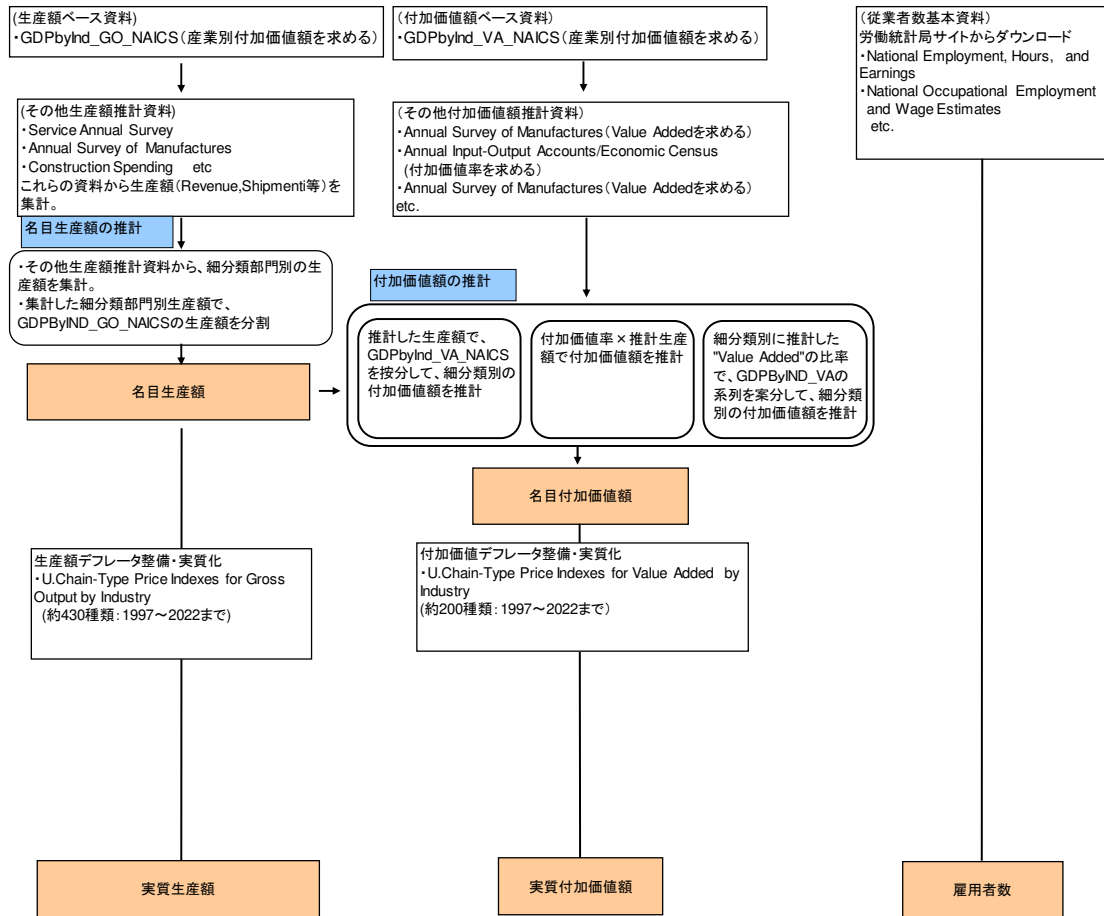 (生産額ベース資料)
・GDPbyInd_GO_NAICS(産業別付加価値額を求める)
(その他生産額推計資料)
・Service Annual Survey
・Annual Survey of Manufactures
・Construction Spending etc
これらの資料から生産額(Revenue,Shipmenti等)を
集計。
名目生産額の推計
・その他生産額推計資料から、細分類部門別の生
産額を集計。
・集計した細分類部門別生産額で、
GDPByIND_GO_NAICSの生産額を分割
名目生産額
生産額デフレータ整備・実質化
・U.Chain-Type Price Indexes for Gross
Output by Industry
(約430種類:1997~2022まで)
実質生産額
(付加価値額ベース資料)
・GDPbyInd_VA_NAICS(産業別付加価値額を求める)
(その他付加価値額推計資料)
・Annual Survey of Manufactures(Value Addedを求める)
・Annual Input-Output Accounts/Economic Census
(付加価値率を求める)
・Annual Survey of Manufactures(Value Addedを求める)
etc.
付加価値額の推計
推計した生産額で、
GDPbyInd_VA_NAICS
を按分して、細分類別の
付加価値額を推計
付加価値率×推計生産
額で付加価値額を推計
細分類別に推計した
"Value Added"の比率
で、GDPByIND_VAの
系列を案分して、細分類
別の付加価値額を推計
名目付加価値額
付加価値デフレータ整備・実質化
・U.Chain-Type Price Indexes for Value Added by
Industry
(約200種類:1997~2022まで)
実質付加価値額
(従業者数基本資料)
労働統計局サイトからダウンロード
・National Employment, Hours, and
Earnings
・National Occupational Employment
and Wage Estimates
etc.
雇用者数